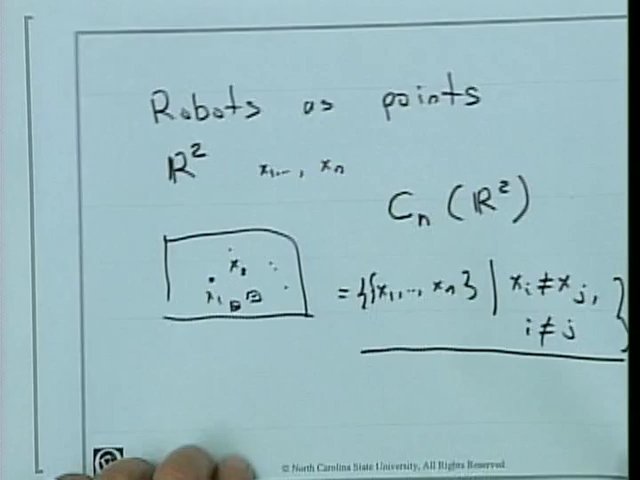 Robots as points
ℝ² x₁..., xₙ
Cₙ (ℝ²)
x₂
x₁
= {{x₁,..., xₙ} | xᵢ ≠ xⱼ,
i ≠ j }
© North Carolina State University, All Rights Reserved